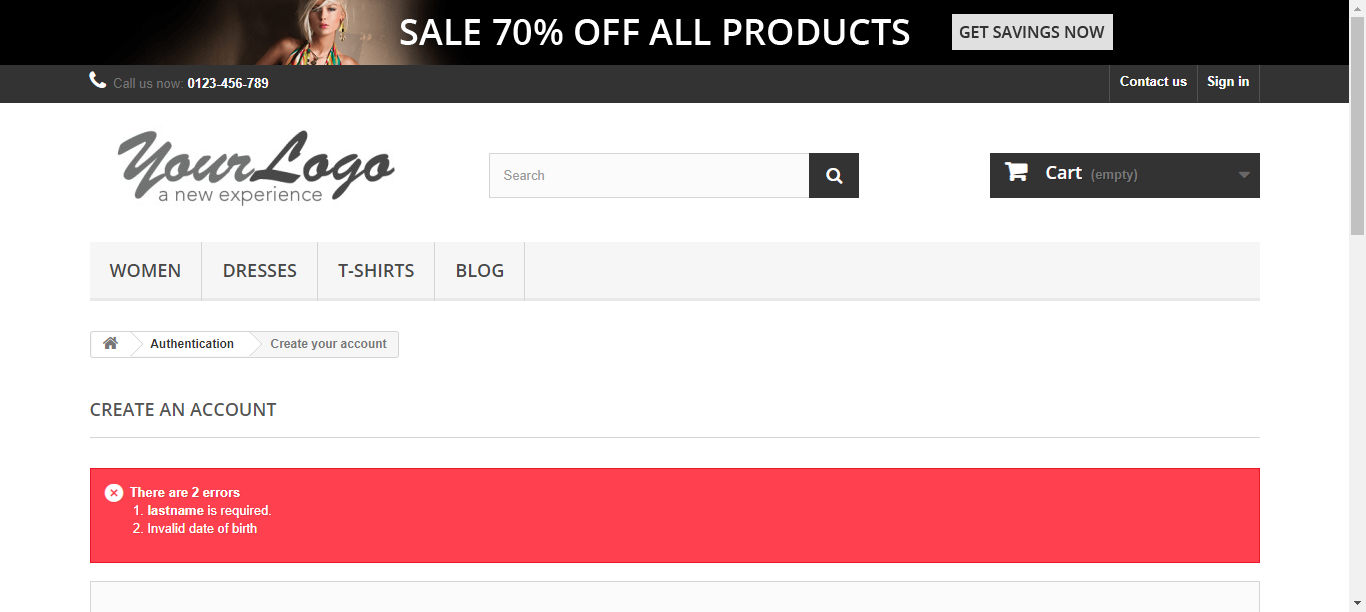 SALE 70% OFF ALL PRODUCTS GET SAVINGS NOW
Call us now: 0123-456-789 Contact us Sign in
YourLogo
a new experience
Search
Cart (empty)
WOMEN DRESSES T-SHIRTS BLOG
Authentication Create your account
CREATE AN ACCOUNT
There are 2 errors
1. lastname is required.
2. Invalid date of birth